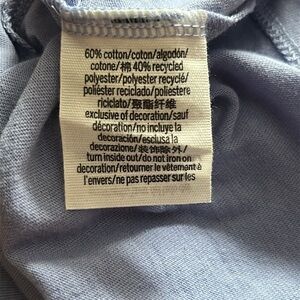 60% cotton/coton/algodón/
cotone/棉 40% recycled
polyester/polyester recyclé/
poliéster reciclado/poliestere
riciclato/聚酯纤维
exclusive of decoration/sauf
décoration/no incluye la
decoración/esclusa la
decorazione/装饰除外/
turn inside out/do not iron on
decoration/retourner le vêtement à
l'envers/ne pas repasser sur les